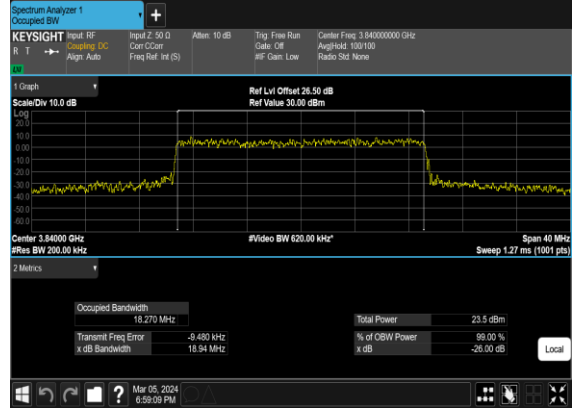 Spectrum Analyzer 1
Occupied BW
+
KEYSIGHT Input: RF Input Z: 50 Ω Atten: 10 dB Trig: Free Run Center Freq: 3.840000000 GHz
R T Coupling: DC Corr CCorr Gate: Off Avg|Hold: 100/100
Align: Auto Freq Ref: Int (S) #IF Gain: Low Radio Std: None
LXI
1 Graph
Ref Lvl Offset 26.50 dB
Scale/Div 10.0 dB Ref Value 30.00 dBm
Log
20.0
10.0
0.00
-10.0
-20.0
-30.0
-40.0
-50.0
-60.0
Center 3.84000 GHz #Video BW 620.00 kHz* Span 40 MHz
#Res BW 200.00 kHz Sweep 1.27 ms (1001 pts)
2 Metrics
Occupied Bandwidth
18.270 MHz Total Power 23.5 dBm
Transmit Freq Error -9.480 kHz % of OBW Power 99.00 %
x dB Bandwidth 18.94 MHz x dB -26.00 dB
Local
? Mar 05, 2024
6:59:09 PM